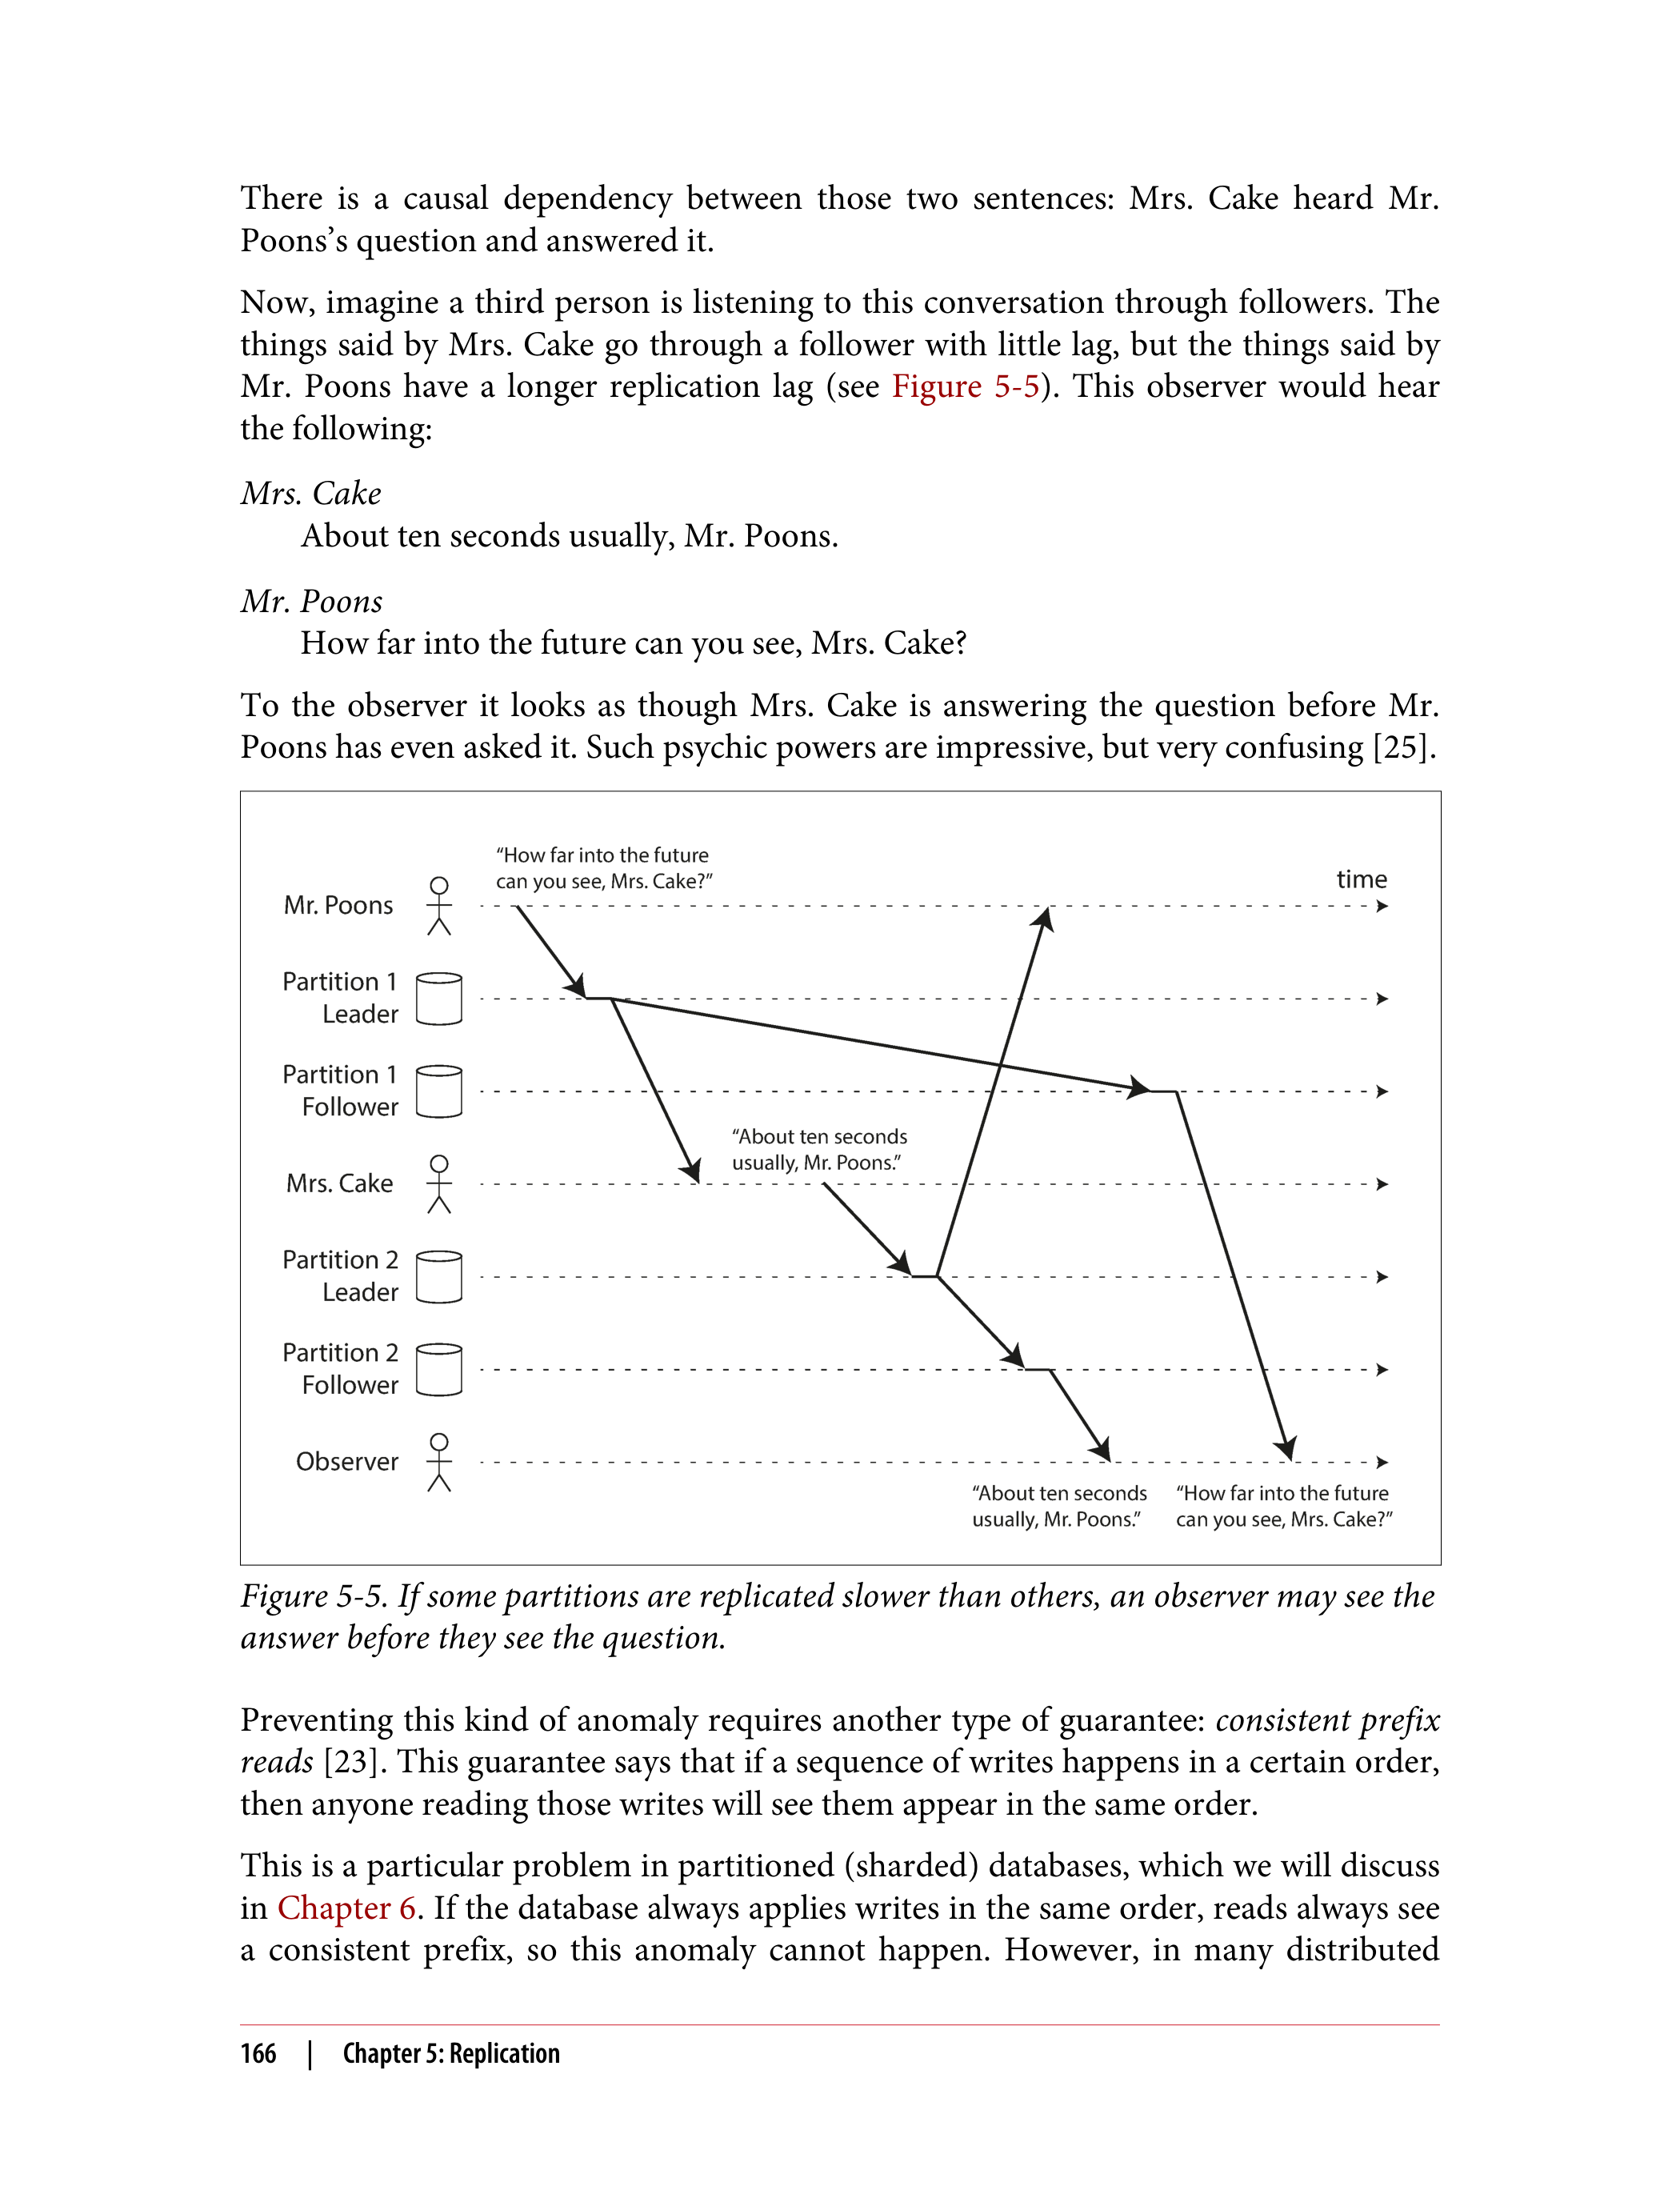 There is a causal dependency between those two sentences: Mrs. Cake heard Mr.
Poons’s question and answered it.
Now, imagine a third person is listening to this conversation through followers. The
things said by Mrs. Cake go through a follower with little lag, but the things said by
Mr. Poons have a longer replication lag (see Figure 5-5). This observer would hear
the following:
Mrs. Cake
About ten seconds usually, Mr. Poons.
Mr. Poons
How far into the future can you see, Mrs. Cake?
To the observer it looks as though Mrs. Cake is answering the question before Mr.
Poons has even asked it. Such psychic powers are impressive, but very confusing [25].
“How far into the future
can you see, Mrs. Cake?”
time
Mr. Poons
Partition 1
Leader
Partition 1
Follower
“About ten seconds
usually, Mr. Poons.”
Mrs. Cake
Partition 2
Leader
Partition 2
Follower
Observer
“About ten seconds
usually, Mr. Poons.”
“How far into the future
can you see, Mrs. Cake?”
Figure 5-5. If some partitions are replicated slower than others, an observer may see the
answer before they see the question.
Preventing this kind of anomaly requires another type of guarantee: consistent prefix
reads [23]. This guarantee says that if a sequence of writes happens in a certain order,
then anyone reading those writes will see them appear in the same order.
This is a particular problem in partitioned (sharded) databases, which we will discuss
in Chapter 6. If the database always applies writes in the same order, reads always see
a consistent prefix, so this anomaly cannot happen. However, in many distributed
166 | Chapter 5: Replication